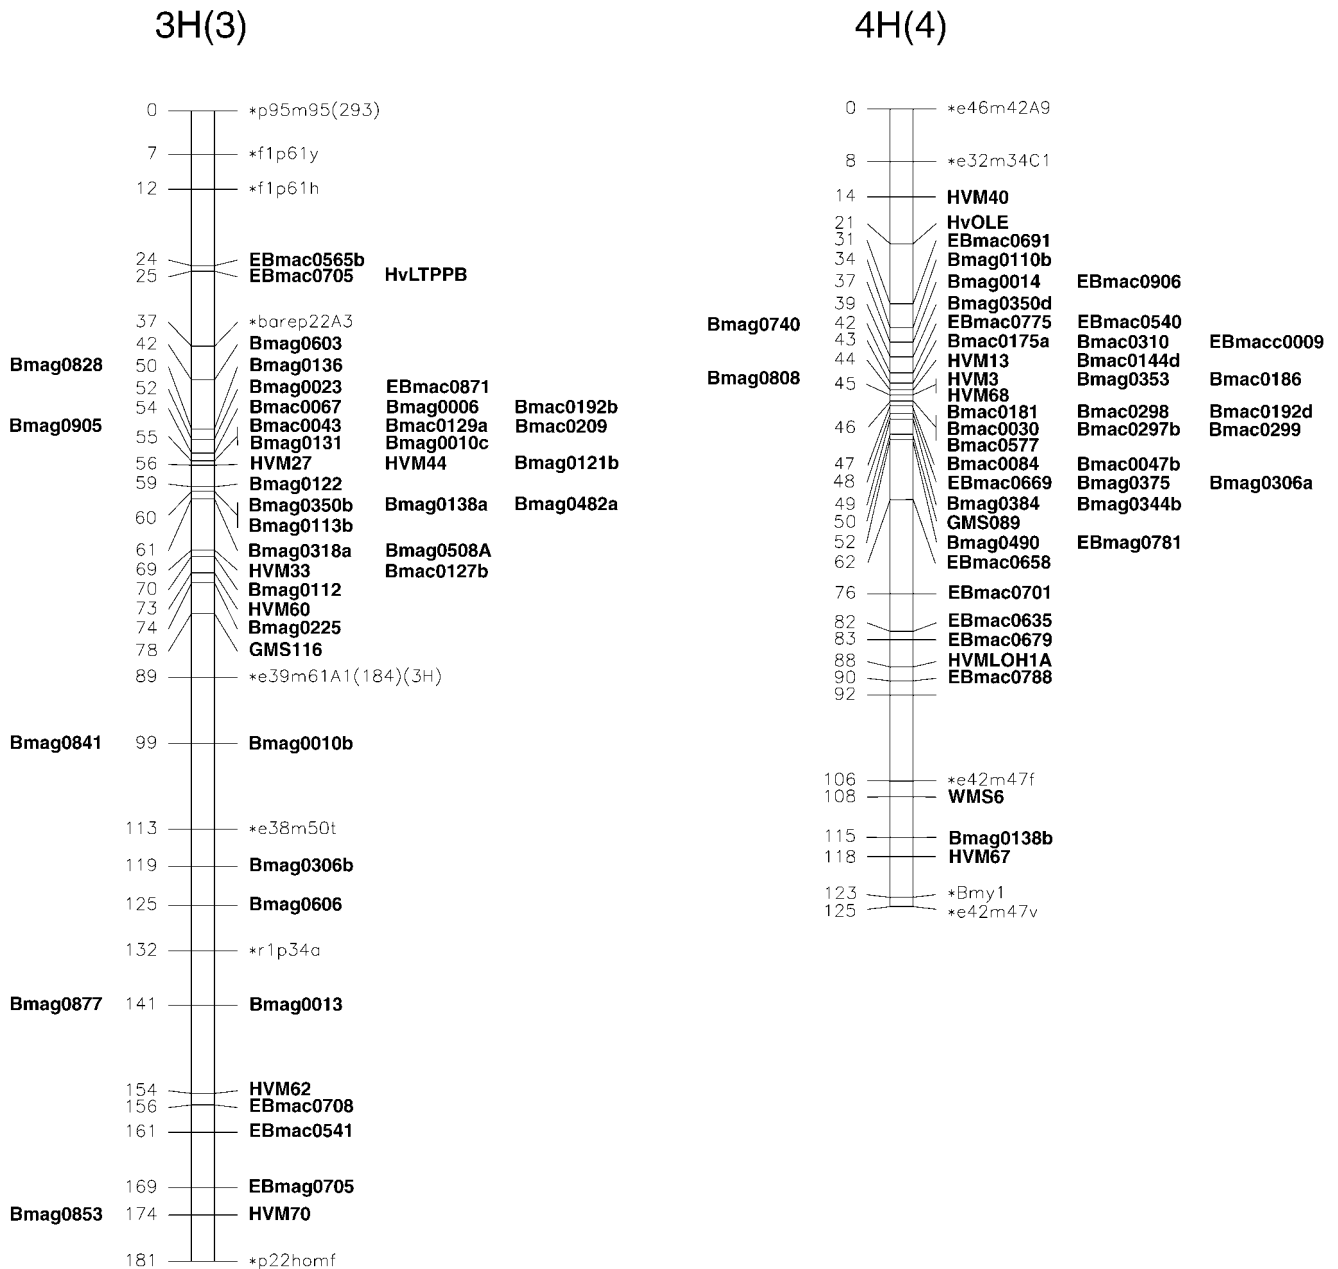 3H(3)
0 *p95m95(293)
7 *f1p61y
12 *f1p61h
24 EBmac0565b
25 EBmac0705 HvLTPPB
37 *barep22A3
42 Bmag0603
Bmag0828 50 Bmag0136
52 Bmag0023 EBmac0871
54 Bmac0067 Bmag0006 Bmac0192b
Bmag0905 Bmac0043 Bmac0129a Bmac0209
55 Bmag0131 Bmag0010c
56 HVM27 HVM44 Bmag0121b
59 Bmag0122
Bmag0350b Bmag0138a Bmag0482a
60 Bmag0113b
61 Bmag0318a Bmag0508A
69 HVM33 Bmac0127b
70 Bmag0112
73 HVM60
74 Bmag0225
78 GMS116
89 *e39m61A1(184)(3H)
Bmag0841 99 Bmag0010b
113 *e38m50t
119 Bmag0306b
125 Bmag0606
132 *r1p34a
Bmag0877 141 Bmag0013
154 HVM62
156 EBmac0708
161 EBmac0541
169 EBmag0705
Bmag0853 174 HVM70
181 *p22homf
4H(4)
0 *e46m42A9
8 *e32m34C1
14 HVM40
21 HvOLE
31 EBmac0691
34 Bmag0110b
37 Bmag0014 EBmac0906
39 Bmag0350d
Bmag0740 42 EBmac0775 EBmac0540
43 Bmac0175a Bmac0310 EBmacc0009
44 HVM13 Bmac0144d
Bmag0808 45 HVM3 Bmag0353 Bmac0186
HVM68
Bmac0181 Bmac0298 Bmac0192d
46 Bmac0030 Bmac0297b Bmac0299
Bmac0577
47 Bmac0084 Bmac0047b
48 EBmac0669 Bmag0375 Bmag0306a
49 Bmag0384 Bmag0344b
50 GMS089
52 Bmag0490 EBmag0781
62 EBmac0658
76 EBmac0701
82 EBmac0635
83 EBmac0679
88 HVMLOH1A
90 EBmac0788
92
106 *e42m47f
108 WMS6
115 Bmag0138b
118 HVM67
123 *Bmy1
125 *e42m47v